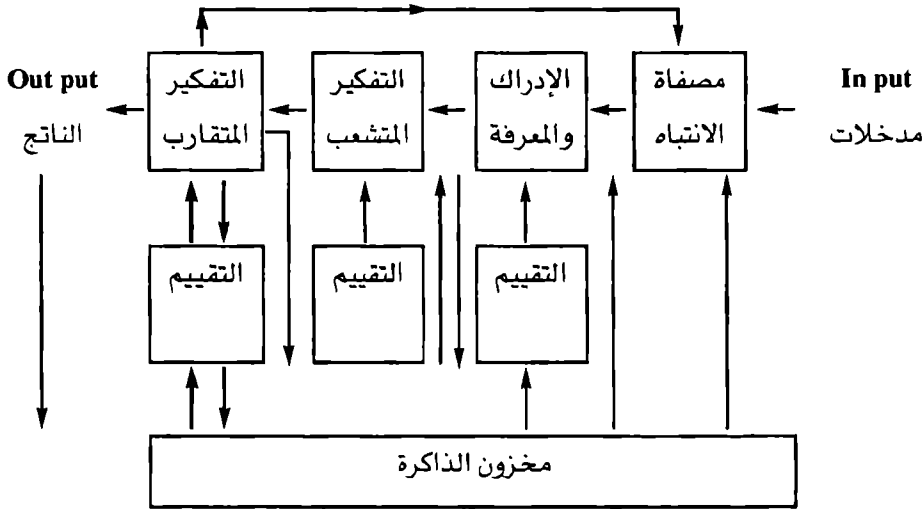 In put
مدخلات
مصفاة
الانتباه
الإدراك
والمعرفة
التفكير
المتشعب
التفكير
المتقارب
Out put
الناتج
التقييم
التقييم
التقييم
مخزون الذاكرة